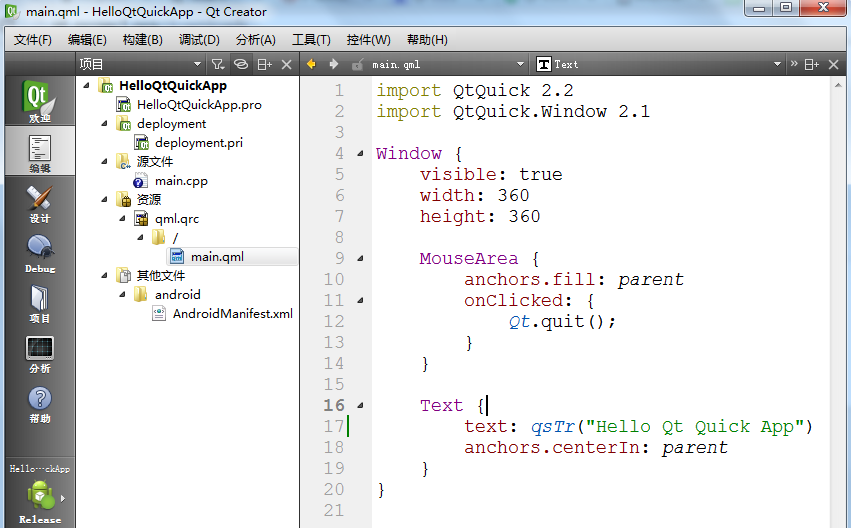 main.qml - HelloQtQuickApp - Qt Creator
文件(F) 编辑(E) 构建(B) 调试(D) 分析(A) 工具(T) 控件(W) 帮助(H)
项目
main.qml
Text
欢迎
编辑
设计
Debug
项目
分析
帮助
Hello…ckApp
Release
HelloQtQuickApp
HelloQtQuickApp.pro
deployment
deployment.pri
源文件
main.cpp
资源
qml.qrc
/
main.qml
其他文件
android
AndroidManifest.xml
1 import QtQuick 2.2
2 import QtQuick.Window 2.1
3
4 Window {
5     visible: true
6     width: 360
7     height: 360
8
9     MouseArea {
10         anchors.fill: parent
11         onClicked: {
12             Qt.quit();
13         }
14     }
15
16     Text {
17         text: qsTr("Hello Qt Quick App")
18         anchors.centerIn: parent
19     }
20 }
21